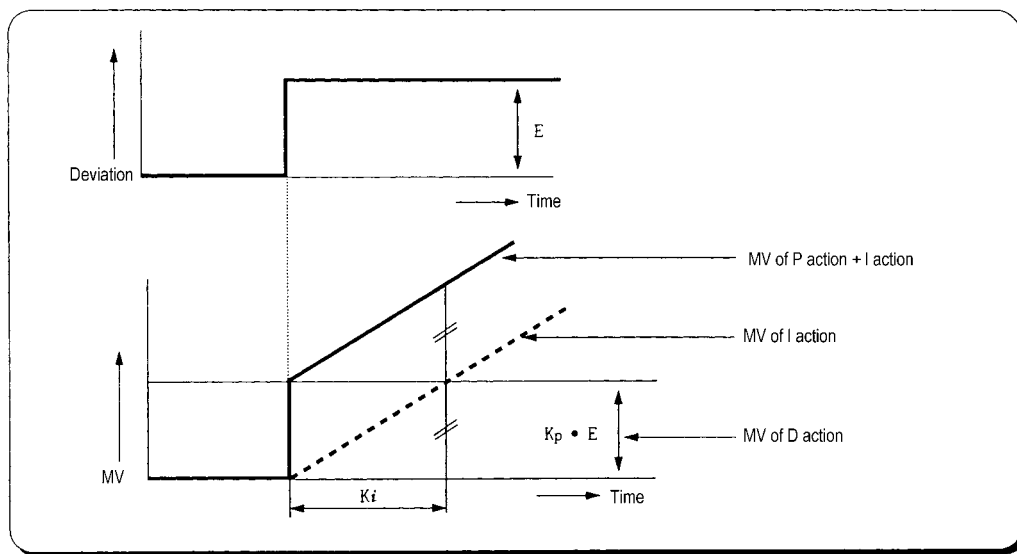 E
Deviation
Time
MV of P action + I action
MV of I action
MV
Kp • E
MV of D action
Ki
Time